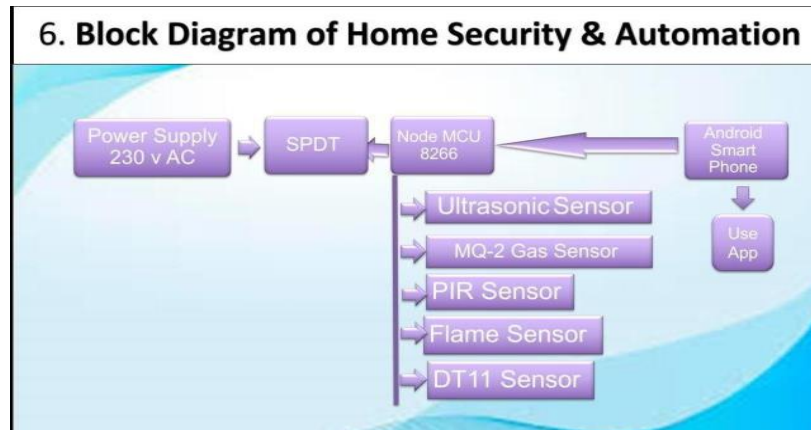 6. Block Diagram of Home Security & Automation
Power Supply
230 v AC
SPDT
Node MCU
8266
Android
Smart
Phone
Ultrasonic Sensor
MQ-2 Gas Sensor
PIR Sensor
Flame Sensor
DT11 Sensor
Use
App